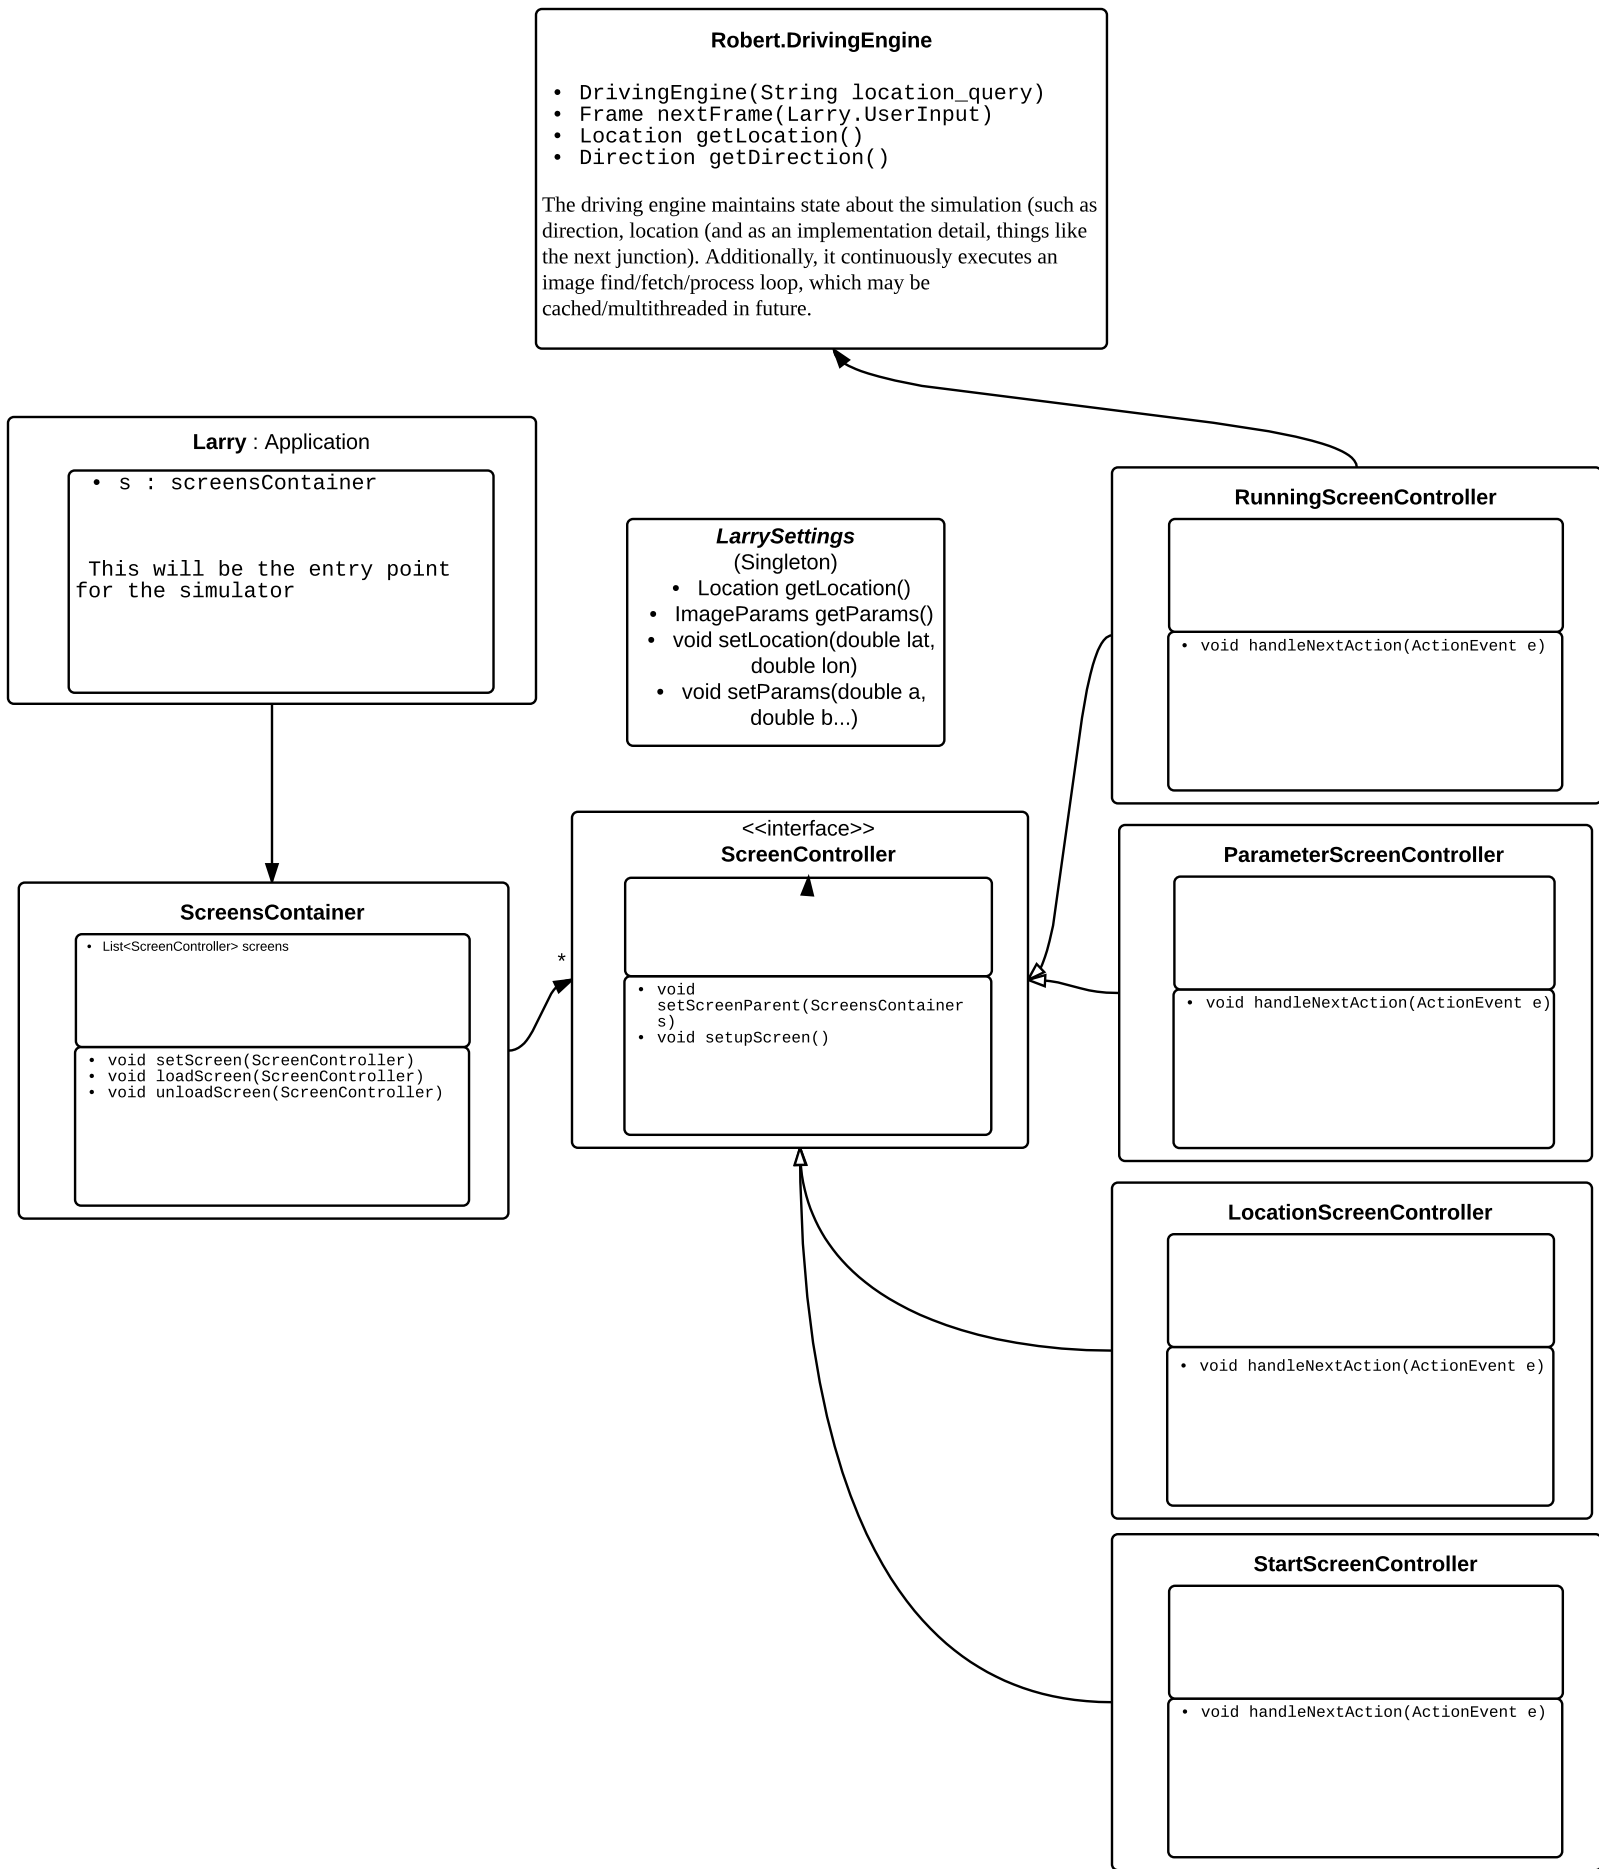 Robert.DrivingEngine
• DrivingEngine(String location_query)
• Frame nextFrame(Larry.UserInput)
• Location getLocation()
• Direction getDirection()
The driving engine maintains state about the simulation (such as
direction, location (and as an implementation detail, things like
the next junction). Additionally, it continuously executes an
image find/fetch/process loop, which may be
cached/multithreaded in future.
Larry : Application
• s : screensContainer
This will be the entry point
for the simulator
LarrySettings
(Singleton)
• Location getLocation()
• ImageParams getParams()
• void setLocation(double lat,
double lon)
• void setParams(double a,
double b...)
RunningScreenController
• void handleNextAction(ActionEvent e)
ScreensContainer
• List<ScreenController> screens
• void setScreen(ScreenController)
• void loadScreen(ScreenController)
• void unloadScreen(ScreenController)
*
<<interface>>
ScreenController
• void
setScreenParent(ScreensContainer
s)
• void setupScreen()
ParameterScreenController
• void handleNextAction(ActionEvent e)
LocationScreenController
• void handleNextAction(ActionEvent e)
StartScreenController
• void handleNextAction(ActionEvent e)